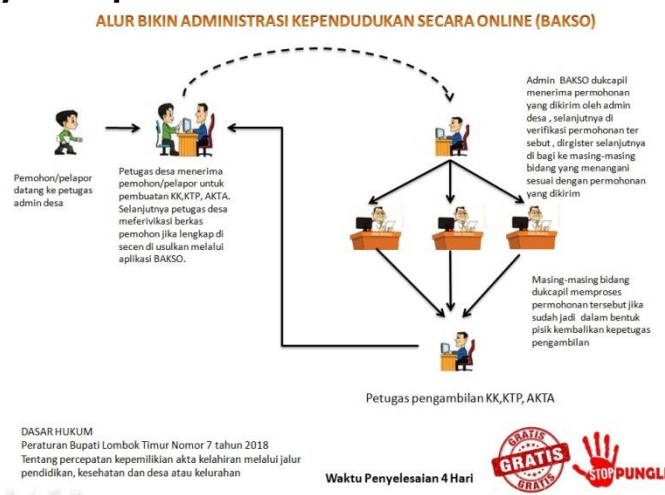 ALUR BIKIN ADMINISTRASI KEPENDUDUKAN SECARA ONLINE (BAKSO)
Pemohon/pelapor
datang ke petugas
admin desa
Petugas desa menerima
pemohon/pelapor untuk
pembuatan KK,KTP, AKTA.
Selanjutnya petugas desa
meferivikasi berkas
pemohon jika lengkap di
secen di usulkan melalui
aplikasi BAKSO.
Admin BAKSO dukcapil
menerima permohonan
yang dikirim oleh admin
desa , selanjutnya di
verifikasi permohonan ter
sebut , dirgister selanjutnya
di bagi ke masing-masing
bidang yang menangani
sesuai dengan permohonan
yang dikirim
Masing-masing bidang
dukcapil memproses
permohonan tersebut jika
sudah jadi dalam bentuk
pisik kembalikan kepetugas
pengambilan
Petugas pengambilan KK,KTP, AKTA
DASAR HUKUM
Peraturan Bupati Lombok Timur Nomor 7 tahun 2018
Tentang percepatan kepemilikian akta kelahiran melalui jalur
pendidikan, kesehatan dan desa atau kelurahan
Waktu Penyelesaian 4 Hari
GRATIS
GRATIS
GRATIS
STOP PUNGLI